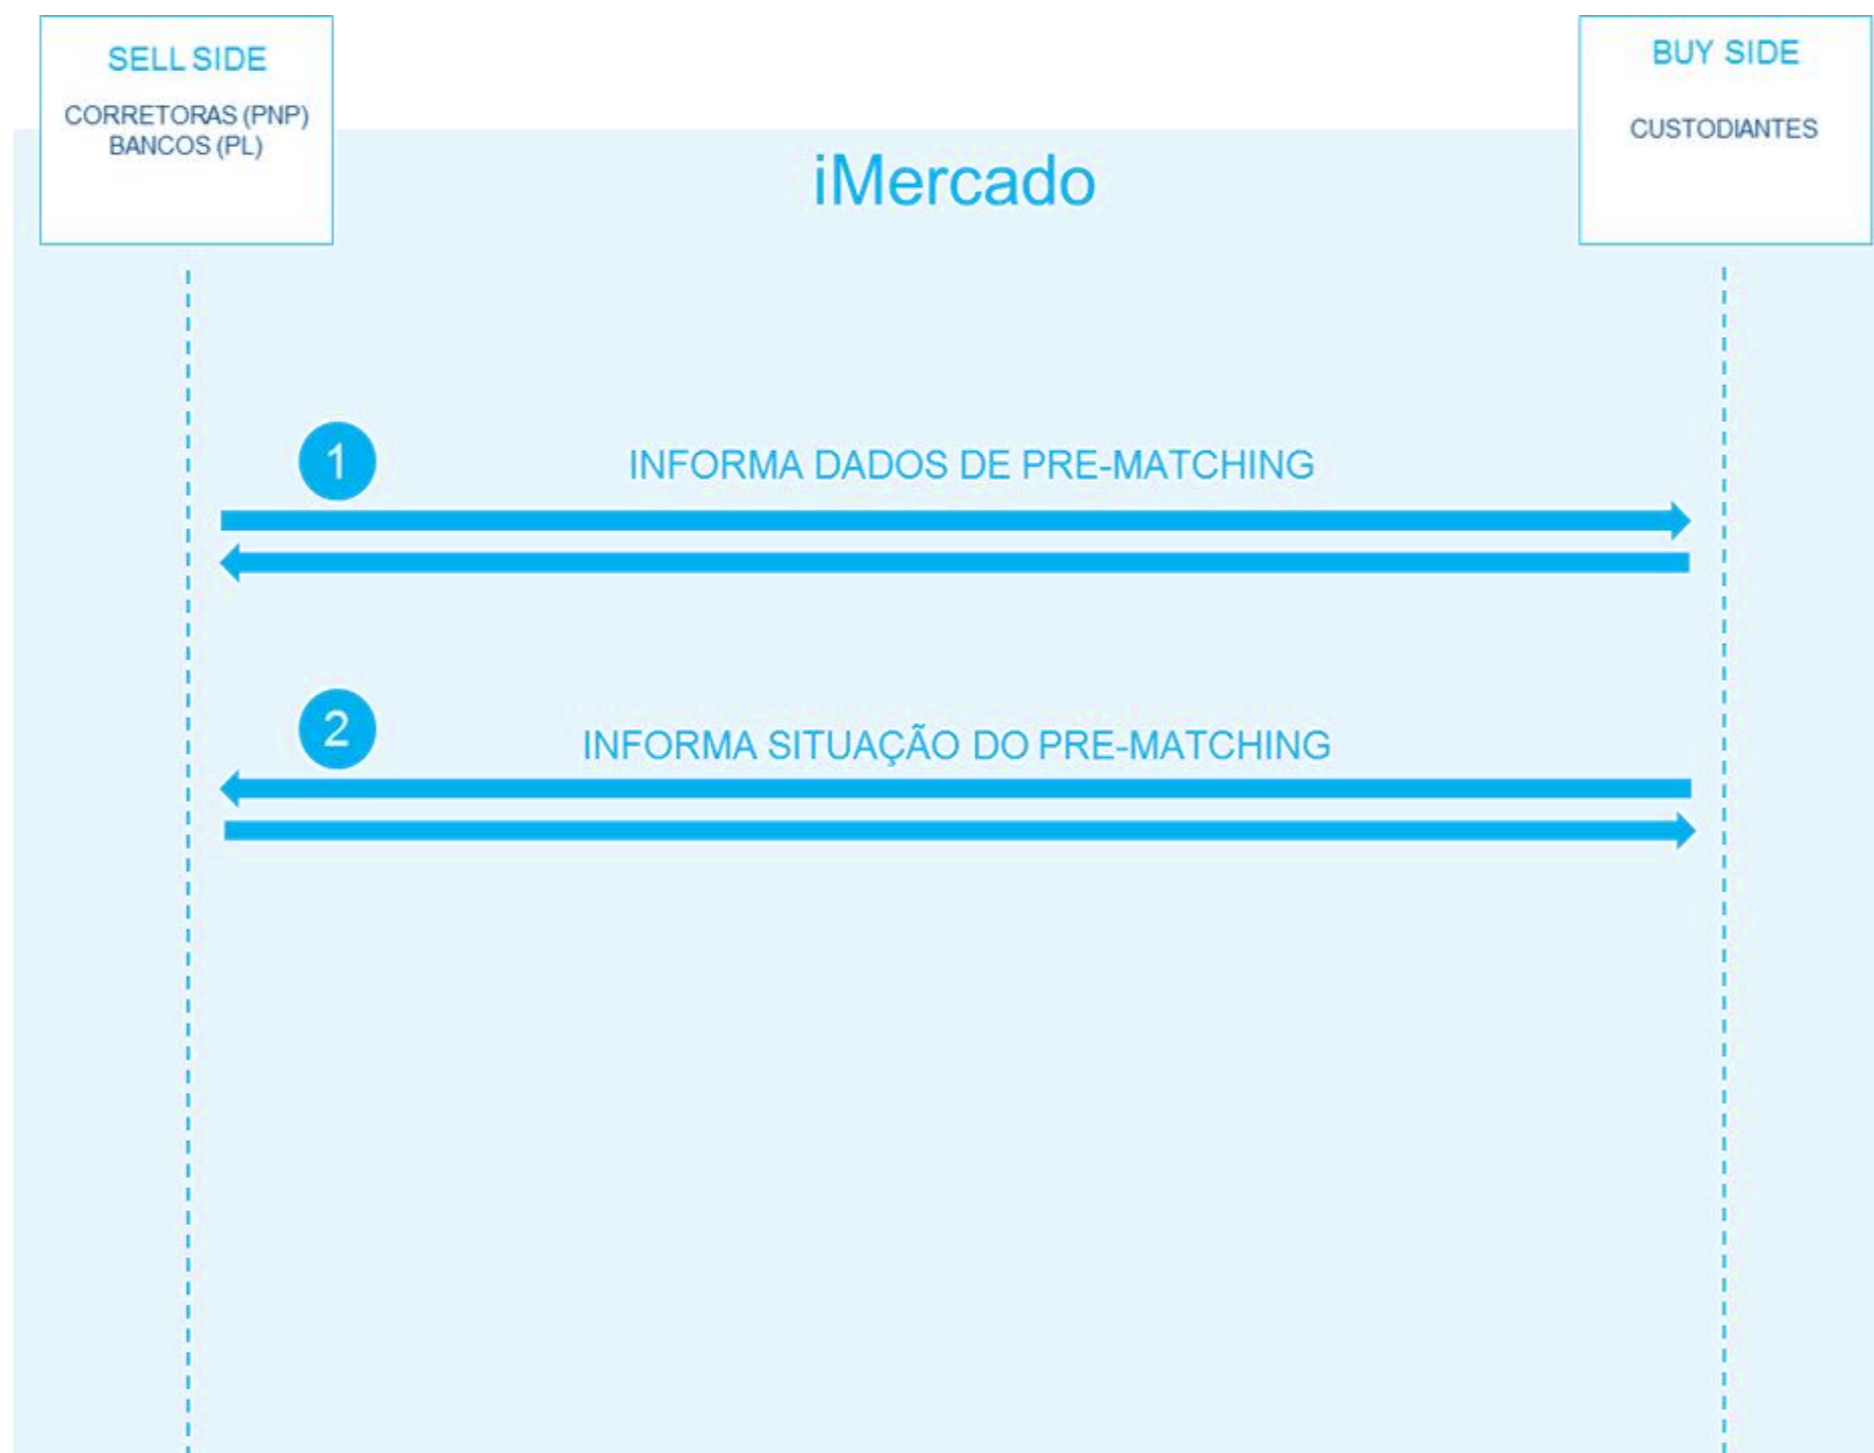 SELL SIDE
CORRETORAS (PNP)
BANCOS (PL)
BUY SIDE
CUSTODIANTES
iMercado
1
INFORMA DADOS DE PRE-MATCHING
2
INFORMA SITUAÇÃO DO PRE-MATCHING